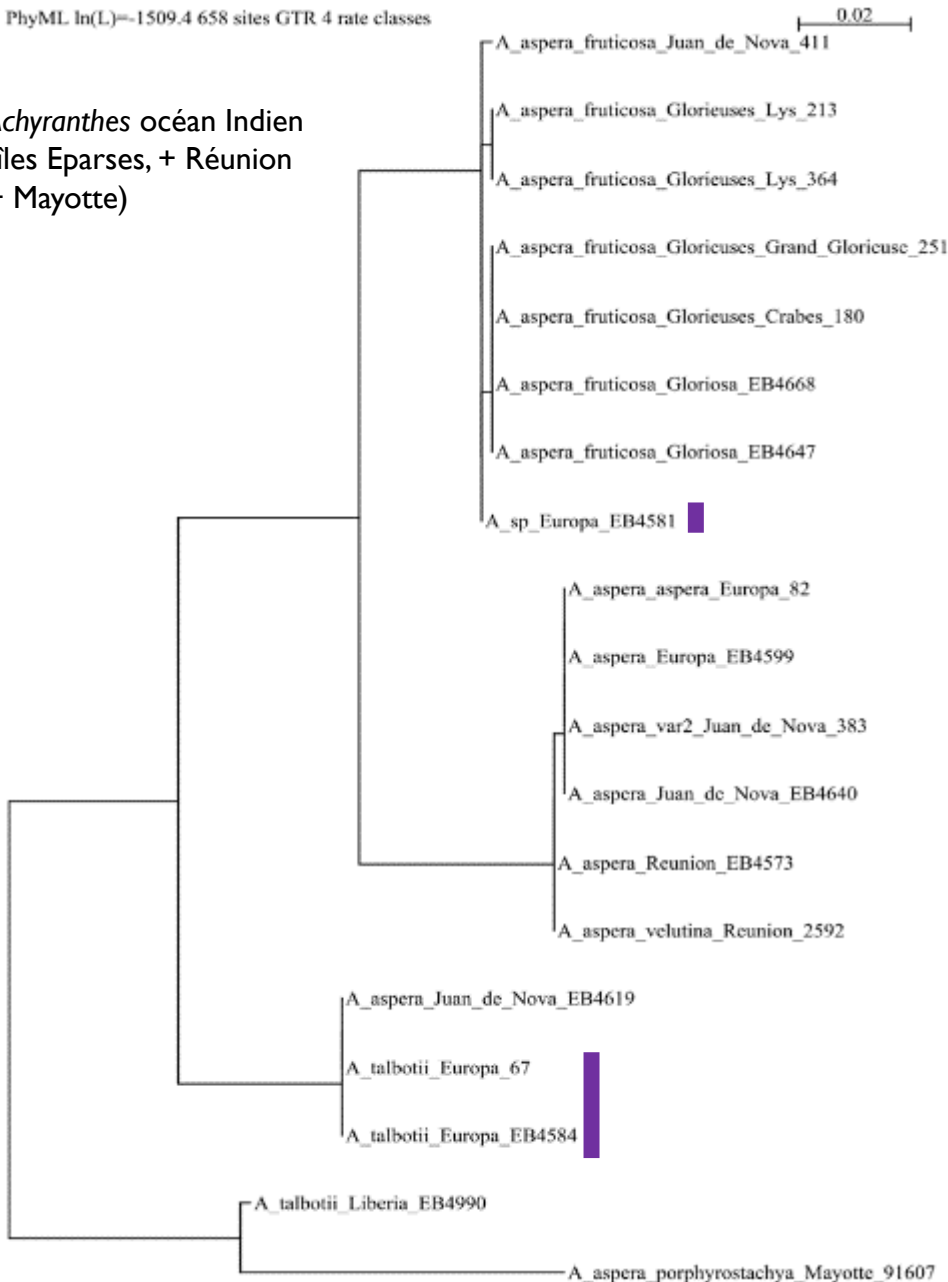 PhyML ln(L)=-1509.4 658 sites GTR 4 rate classes
0.02
A_aspera_fruticosa_Juan_de_Nova_411
chyranthes océan Indien
îles Eparses, + Réunion
Mayotte)
A_aspera_fruticosa_Glorieuses_Lys_213
A_aspera_fruticosa_Glorieuses_Lys_364
A_aspera_fruticosa_Glorieuses_Grand_Glorieuse_251
A_aspera_fruticosa_Glorieuses_Crabes_180
A_aspera_fruticosa_Gloriosa_EB4668
A_aspera_fruticosa_Gloriosa_EB4647
A_sp_Europa_EB4581
A_aspera_aspera_Europa_82
A_aspera_Europa_EB4599
A_aspera_var2_Juan_de_Nova_383
A_aspera_Juan_de_Nova_EB4640
A_aspera_Reunion_EB4573
A_aspera_velutina_Reunion_2592
A_aspera_Juan_de_Nova_EB4619
A_talbotii_Europa_67
A_talbotii_Europa_EB4584
A_talbotii_Liberia_EB4990
A_aspera_porphyrostachya_Mayotte_91607